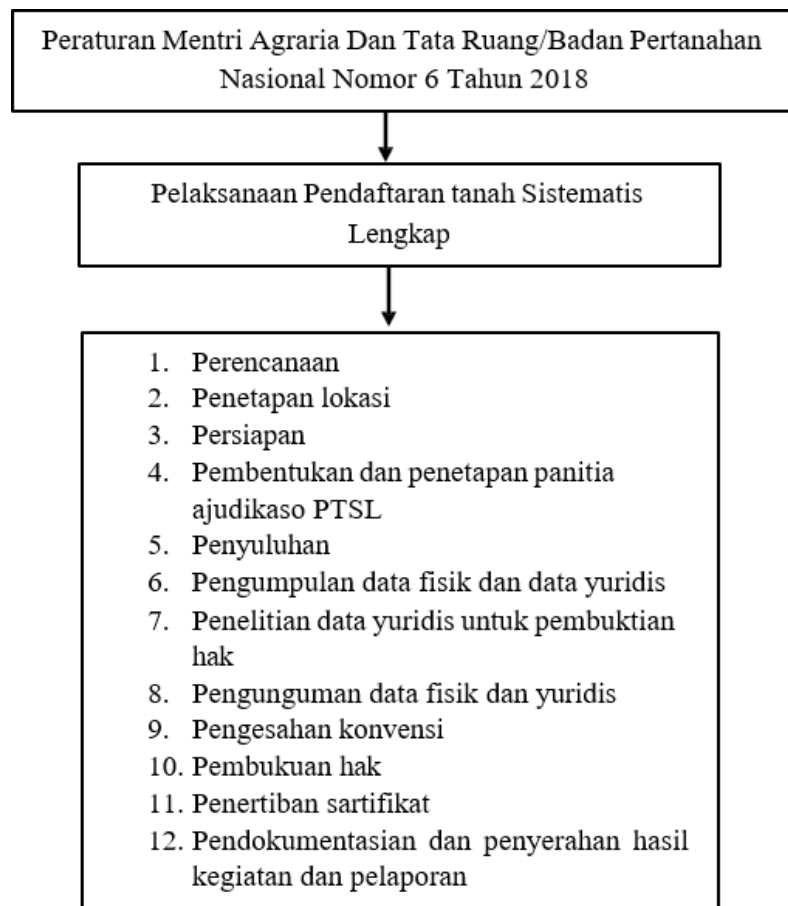 Peraturan Mentri Agraria Dan Tata Ruang/Badan Pertanahan
Nasional Nomor 6 Tahun 2018
Pelaksanaan Pendaftaran tanah Sistematis
Lengkap
1. Perencanaan
2. Penetapan lokasi
3. Persiapan
4. Pembentukan dan penetapan panitia
ajudikaso PTSL
5. Penyuluhan
6. Pengumpulan data fisik dan data yuridis
7. Penelitian data yuridis untuk pembuktian
hak
8. Pengunguman data fisik dan yuridis
9. Pengesahan konvensi
10. Pembukuan hak
11. Penertiban sartifikat
12. Pendokumentasian dan penyerahan hasil
kegiatan dan pelaporan